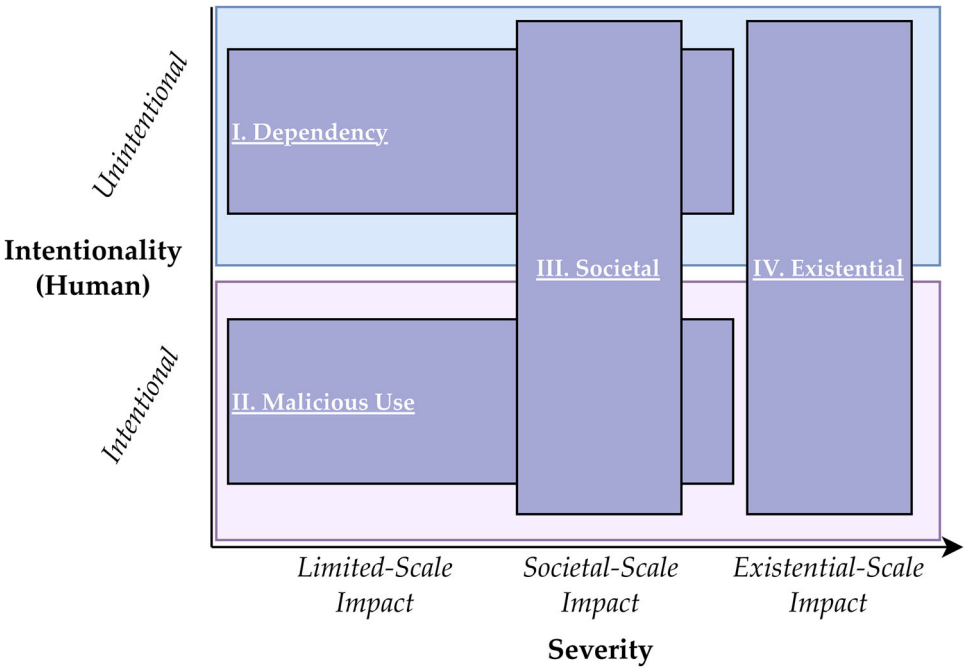 Unintentional
I. Dependency
Intentionality
(Human)
III. Societal
IV. Existential
Intentional
II. Malicious Use
Limited-Scale
Impact
Societal-Scale
Impact
Existential-Scale
Impact
Severity